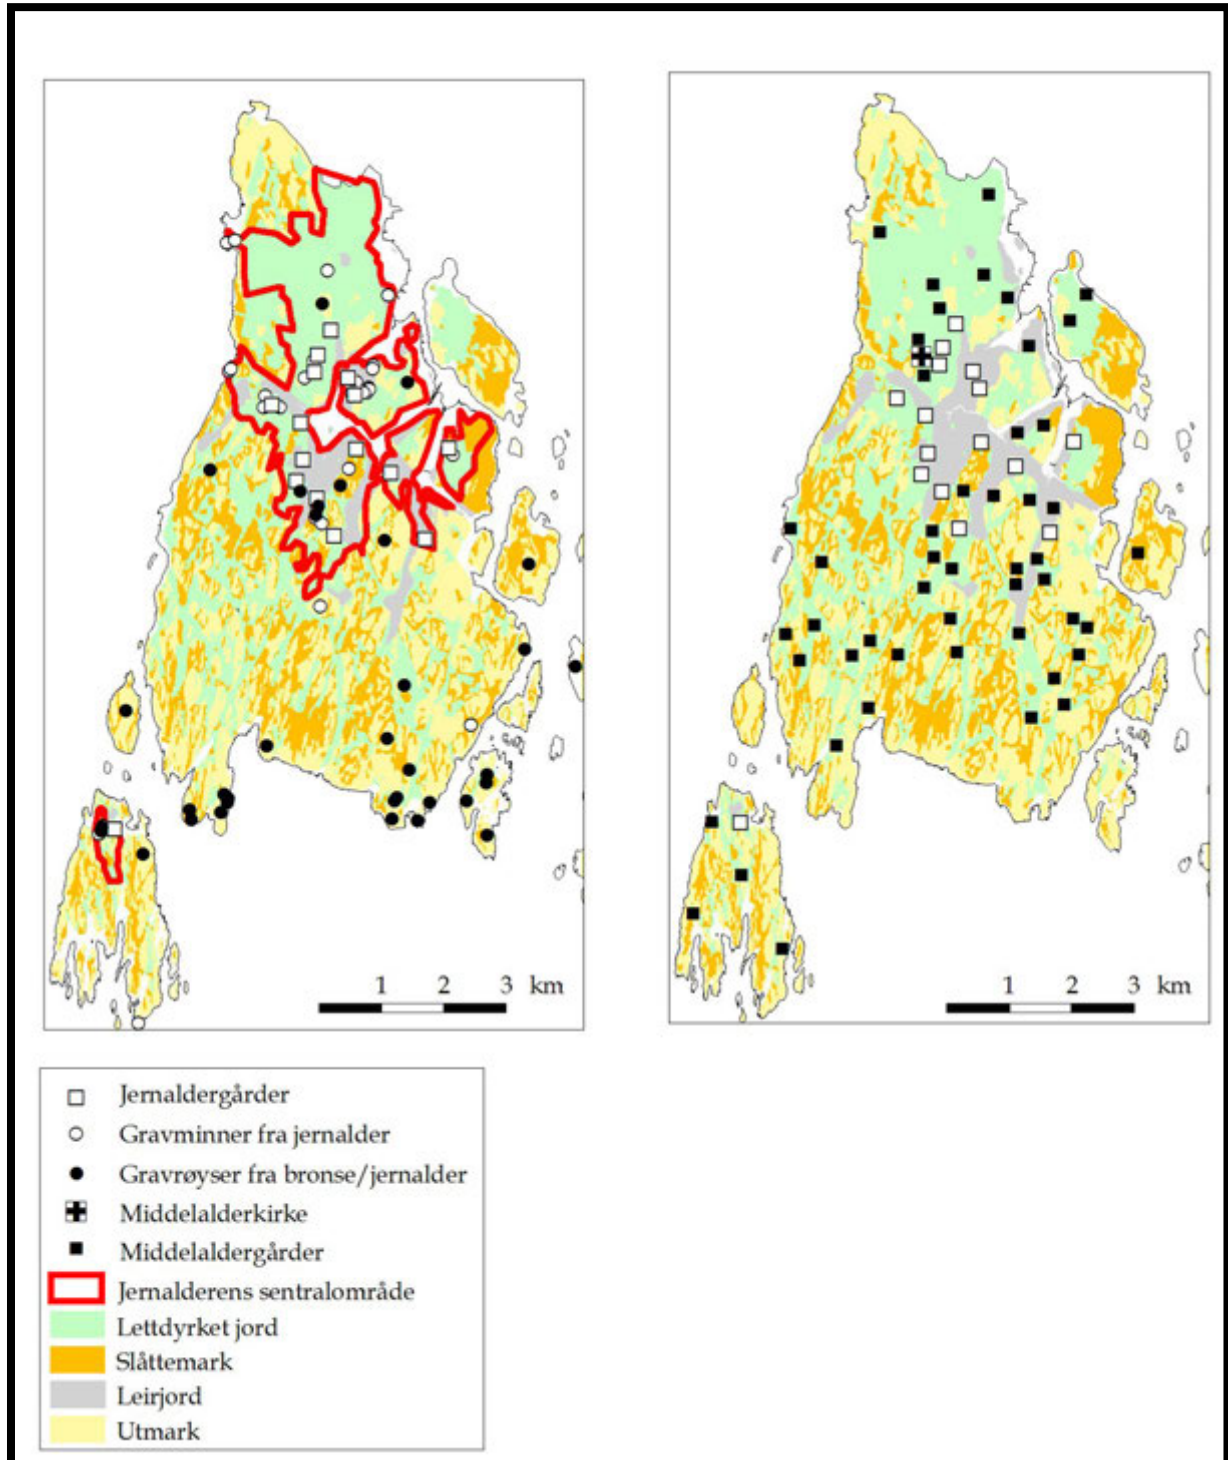 1 2 3 km
1 2 3 km
Jernaldergårder
Gravminner fra jernalder
Gravrøyser fra bronse/jernalder
Middelalderkirke
Middelaldergårder
Jernalderens sentralområde
Lettdyrket jord
Slåttemark
Leirjord
Utmark